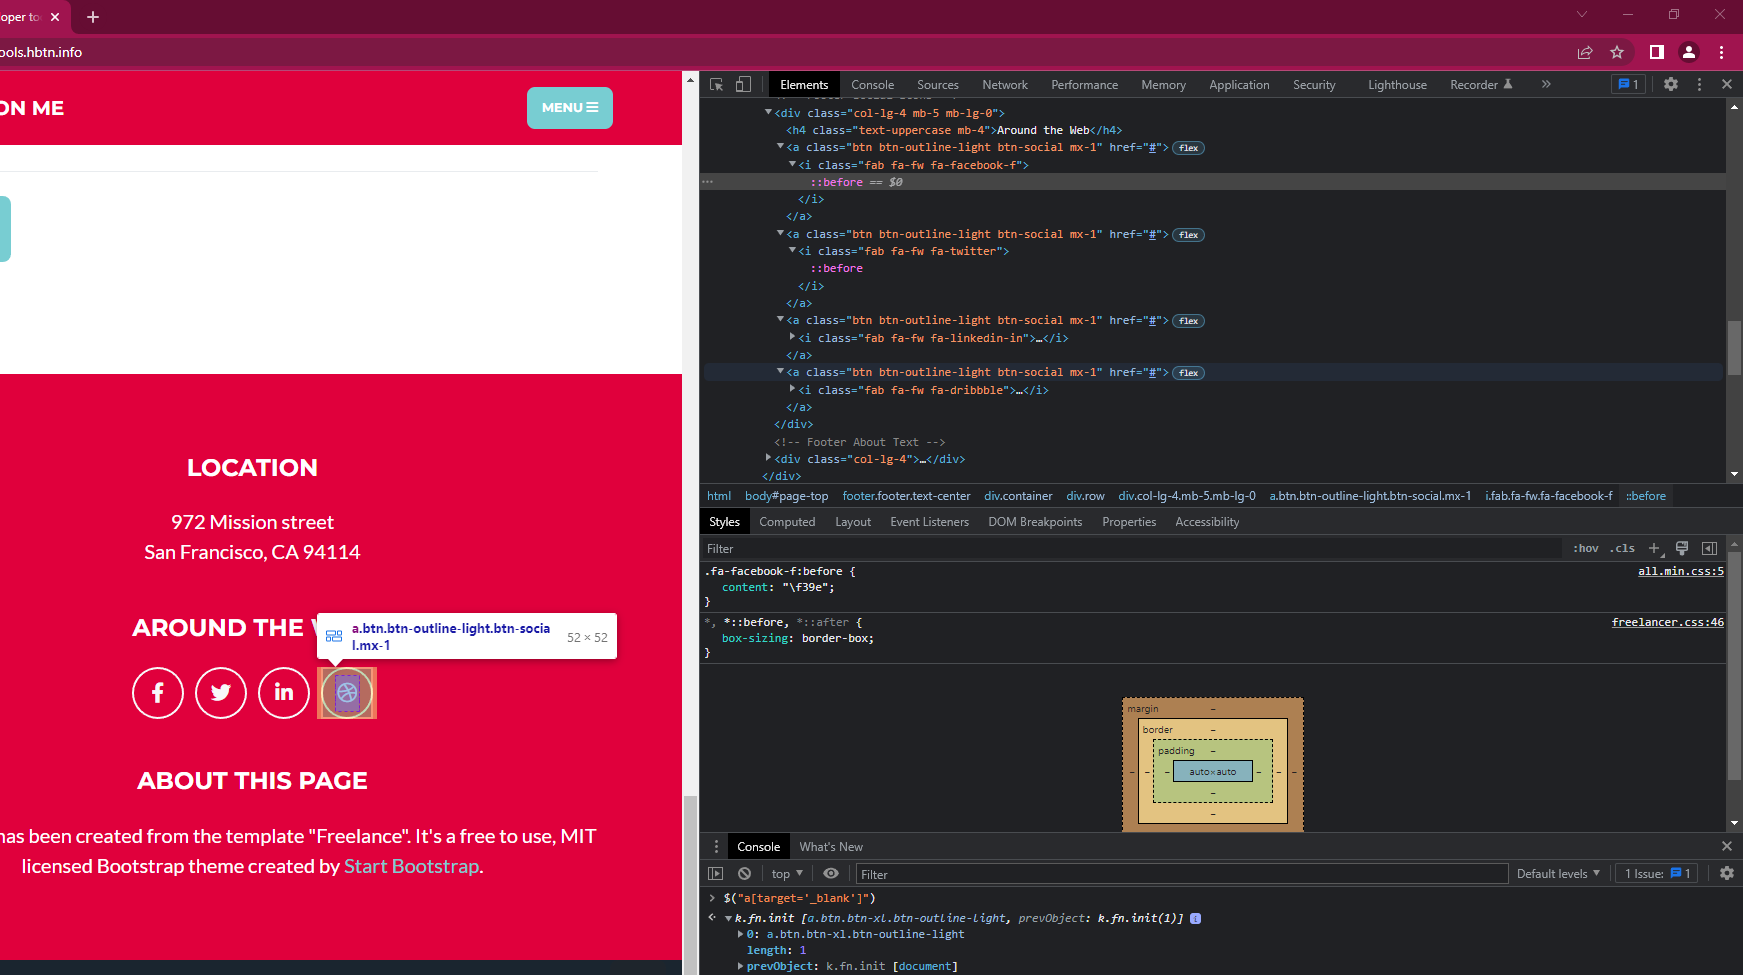 oper to
ools.hbtn.info
ON ME
MENU
LOCATION
972 Mission street
San Francisco, CA 94114
AROUND THE
a.btn.btn-outline-light.btn-socia
l.mx-1
52 × 52
ABOUT THIS PAGE
has been created from the template "Freelance". It's a free to use, MIT
licensed Bootstrap theme created by Start Bootstrap.
Elements Console Sources Network Performance Memory Application Security Lighthouse Recorder » 1
▼<div class="col-lg-4 mb-5 mb-lg-0">
<h4 class="text-uppercase mb-4">Around the Web</h4>
▼<a class="btn btn-outline-light btn-social mx-1" href="#"> flex
▼<i class="fab fa-fw fa-facebook-f">
… ::before == $0
</i>
</a>
▼<a class="btn btn-outline-light btn-social mx-1" href="#"> flex
▼<i class="fab fa-fw fa-twitter">
::before
</i>
</a>
▼<a class="btn btn-outline-light btn-social mx-1" href="#"> flex
▶<i class="fab fa-fw fa-linkedin-in">…</i>
</a>
▼<a class="btn btn-outline-light btn-social mx-1" href="#"> flex
▶<i class="fab fa-fw fa-dribbble">…</i>
</a>
</div>
<!-- Footer About Text -->
▶<div class="col-lg-4">…</div>
</div>
html body#page-top footer.footer.text-center div.container div.row div.col-lg-4.mb-5.mb-lg-0 a.btn.btn-outline-light.btn-social.mx-1 i.fab.fa-fw.fa-facebook-f ::before
Styles Computed Layout Event Listeners DOM Breakpoints Properties Accessibility
Filter :hov .cls +
.fa-facebook-f:before { all.min.css:5
content: "\f39e";
}
*, *::before, *::after { freelancer.css:46
box-sizing: border-box;
}
margin –
border –
padding –
– – – auto×auto – – –
–
–
Console What's New
top ▼ Filter Default levels ▼ 1 Issue: 1
> $("a[target='_blank']")
▼k.fn.init [a.btn.btn-xl.btn-outline-light, prevObject: k.fn.init(1)] i
▶0: a.btn.btn-xl.btn-outline-light
length: 1
▶prevObject: k.fn.init [document]